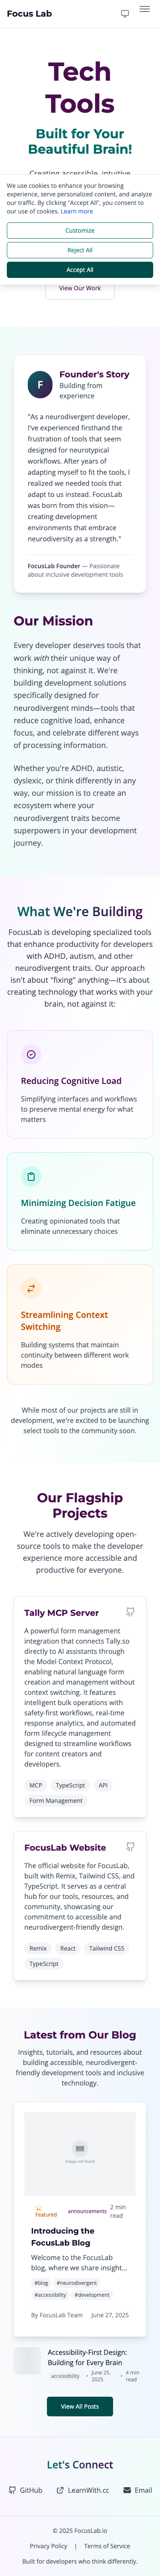 Focus Lab
Tech
Tools
Built for Your
Beautiful Brain!
Creating accessible, intuitive
We use cookies to enhance your browsing
experience, serve personalized content, and analyze
our traffic. By clicking "Accept All", you consent to
our use of cookies. Learn more
Customize
Reject All
Accept All
View Our Work
F
Founder's Story
Building from
experience
"As a neurodivergent developer,
I've experienced firsthand the
frustration of tools that seem
designed for neurotypical
workflows. After years of
adapting myself to fit the tools, I
realized we needed tools that
adapt to us instead. FocusLab
was born from this vision—
creating development
environments that embrace
neurodiversity as a strength."
FocusLab Founder — Passionate
about inclusive development tools
Our Mission
Every developer deserves tools that
work with their unique way of
thinking, not against it. We're
building development solutions
specifically designed for
neurodivergent minds—tools that
reduce cognitive load, enhance
focus, and celebrate different ways
of processing information.
Whether you're ADHD, autistic,
dyslexic, or think differently in any
way, our mission is to create an
ecosystem where your
neurodivergent traits become
superpowers in your development
journey.
What We're Building
FocusLab is developing specialized tools
that enhance productivity for developers
with ADHD, autism, and other
neurodivergent traits. Our approach
isn't about "fixing" anything—it's about
creating technology that works with your
brain, not against it:
Reducing Cognitive Load
Simplifying interfaces and workflows
to preserve mental energy for what
matters
Minimizing Decision Fatigue
Creating opinionated tools that
eliminate unnecessary choices
Streamlining Context
Switching
Building systems that maintain
continuity between different work
modes
While most of our projects are still in
development, we're excited to be launching
select tools to the community soon.
Our Flagship
Projects
We're actively developing open-
source tools to make the developer
experience more accessible and
productive for everyone.
Tally MCP Server
A powerful form management
integration that connects Tally.so
directly to AI assistants through
the Model Context Protocol,
enabling natural language form
creation and management without
context switching. It features
intelligent bulk operations with
safety-first workflows, real-time
response analytics, and automated
form lifecycle management
designed to streamline workflows
for content creators and
developers.
MCP TypeScript API
Form Management
FocusLab Website
The official website for FocusLab,
built with Remix, Tailwind CSS, and
TypeScript. It serves as a central
hub for our tools, resources, and
community, showcasing our
commitment to accessible and
neurodivergent-friendly design.
Remix React Tailwind CSS
TypeScript
Latest from Our Blog
Insights, tutorials, and resources about
building accessible, neurodivergent-
friendly development tools and inclusive
technology.
Image not found
Featured announcements 2 min
read
Introducing the
FocusLab Blog
Welcome to the FocusLab
blog, where we share insight...
#blog #neurodivergent
#accessibility #development
By FocusLab Team June 27, 2025
Accessibility-First Design:
Building for Every Brain
accessibility • June 25, 2025 • 4 min read
View All Posts
Let's Connect
GitHub LearnWith.cc Email
© 2025 FocusLab.io
Privacy Policy | Terms of Service
Built for developers who think differently.